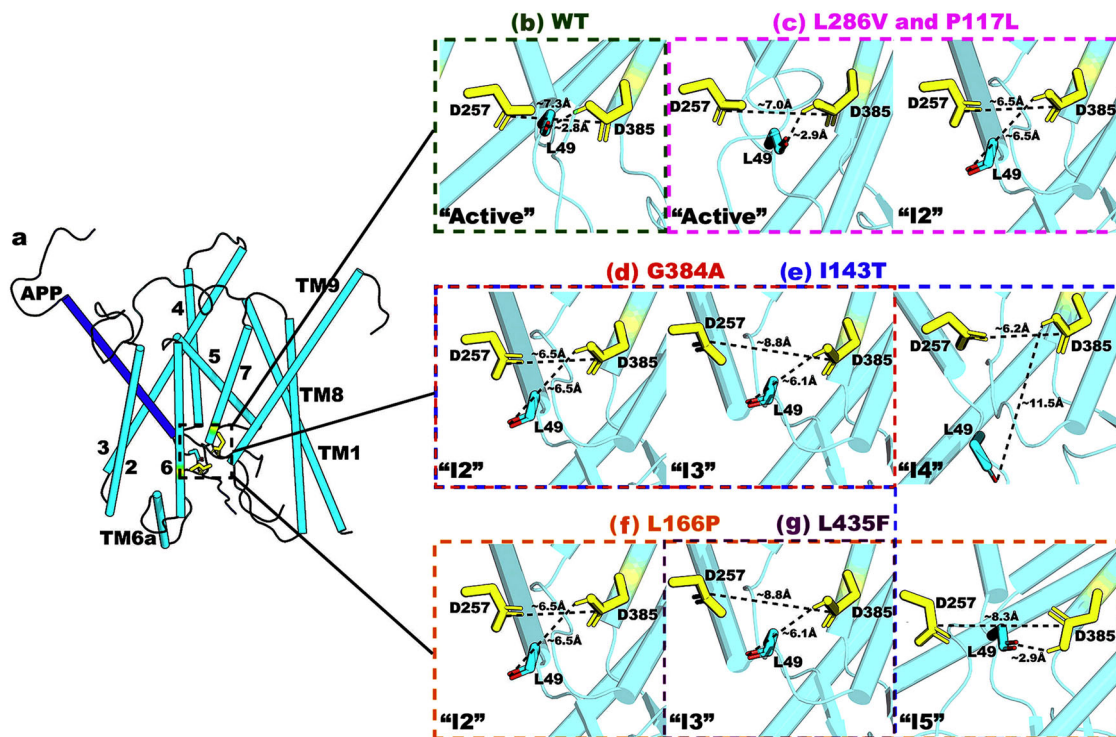 (b) WT
(c) L286V and P117L
D257
~7.3Å
~2.8Å
L49
D385
"Active"
D257
~7.0Å
~2.9Å
L49
D385
"Active"
D257
~6.5Å
~6.5Å
L49
D385
"I2"
a
APP
4
TM9
5
7
TM8
3
2
6
TM1
TM6a
(d) G384A
(e) I143T
D257
~6.5Å
~6.5Å
L49
D385
"I2"
D257
~8.8Å
~6.1Å
L49
D385
"I3"
D257
~6.2Å
D385
~11.5Å
L49
"I4"
(f) L166P
(g) L435F
D257
~6.5Å
~6.5Å
L49
D385
"I2"
D257
~8.8Å
~6.1Å
L49
D385
"I3"
D257
~8.3Å
L49
~2.9Å
D385
"I5"